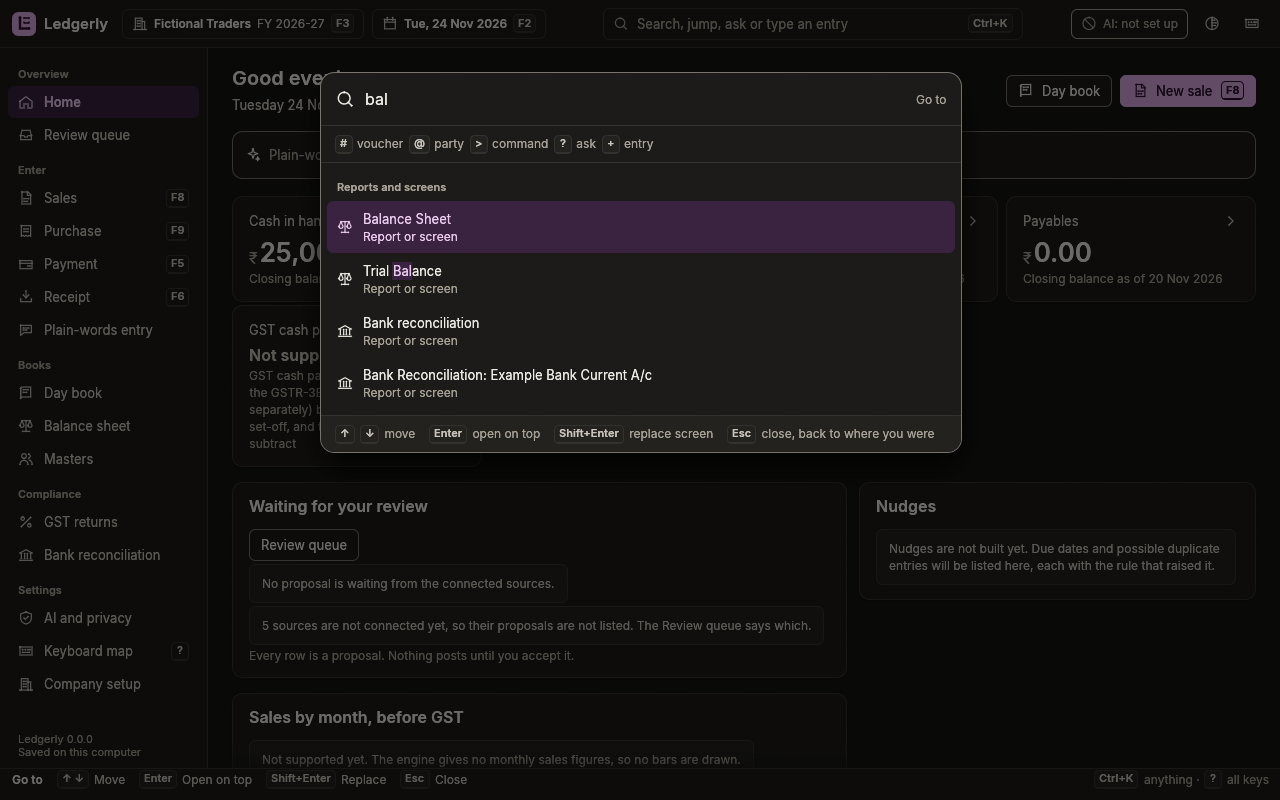 Ledgerly
Fictional Traders FY 2026-27 F3
Tue, 24 Nov 2026 F2
Search, jump, ask or type an entry Ctrl+K
AI: not set up
Overview
Home
Review queue
Enter
Sales F8
Purchase F9
Payment F5
Receipt F6
Plain-words entry
Books
Day book
Balance sheet
Masters
Compliance
GST returns
Bank reconciliation
Settings
AI and privacy
Keyboard map ?
Company setup
Ledgerly 0.0.0
Saved on this computer
Tuesday 24
Day book
New sale F8
bal
Go to
# voucher @ party > command ? ask + entry
Reports and screens
Balance Sheet
Report or screen
Trial Balance
Report or screen
Bank reconciliation
Report or screen
Bank Reconciliation: Example Bank Current A/c
Report or screen
↑ ↓ move Enter open on top Shift+Enter replace screen Esc close, back to where you were
Cash in
Payables
₹0.00
Closing balance as of 20 Nov 2026
GST cash
the
separately)
set-off, and
subtract
Waiting for your review
Review queue
No proposal is waiting from the connected sources.
5 sources are not connected yet, so their proposals are not listed. The Review queue says which.
Every row is a proposal. Nothing posts until you accept it.
Nudges
Nudges are not built yet. Due dates and possible duplicate
entries will be listed here, each with the rule that raised it.
Sales by month, before GST
Not supported yet. The engine gives no monthly sales figures, so no bars are drawn.
Go to ↑ ↓ Move Enter Open on top Shift+Enter Replace Esc Close
Ctrl+K anything · ? all keys